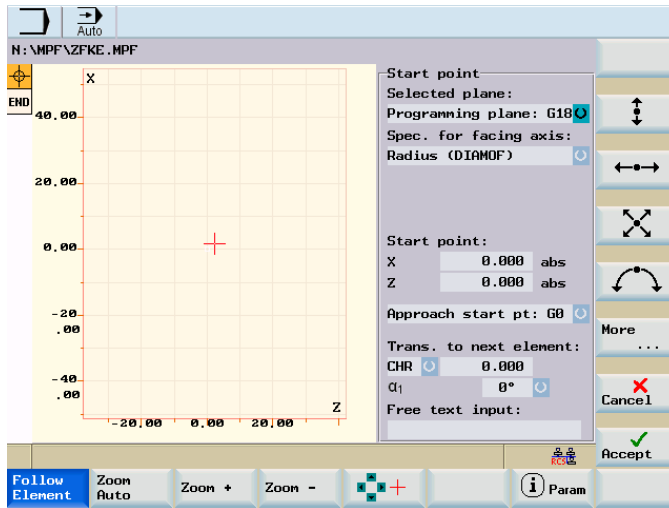 Auto
N:\MPF\ZFKE.MPF
X
END
40.00
20.00
0.00
-20
.00
-40
.00
-20.00 0.00 20.00
Z
Start point
Selected plane:
Programming plane: G18
Spec. for facing axis:
Radius (DIAMOF)
Start point:
X 0.000 abs
Z 0.000 abs
Approach start pt: G0
Trans. to next element:
CHR 0.000
α1 0°
Free text input:
More
...
Cancel
Accept
RCS
Follow
Element
Zoom
Auto
Zoom +
Zoom -
i Param